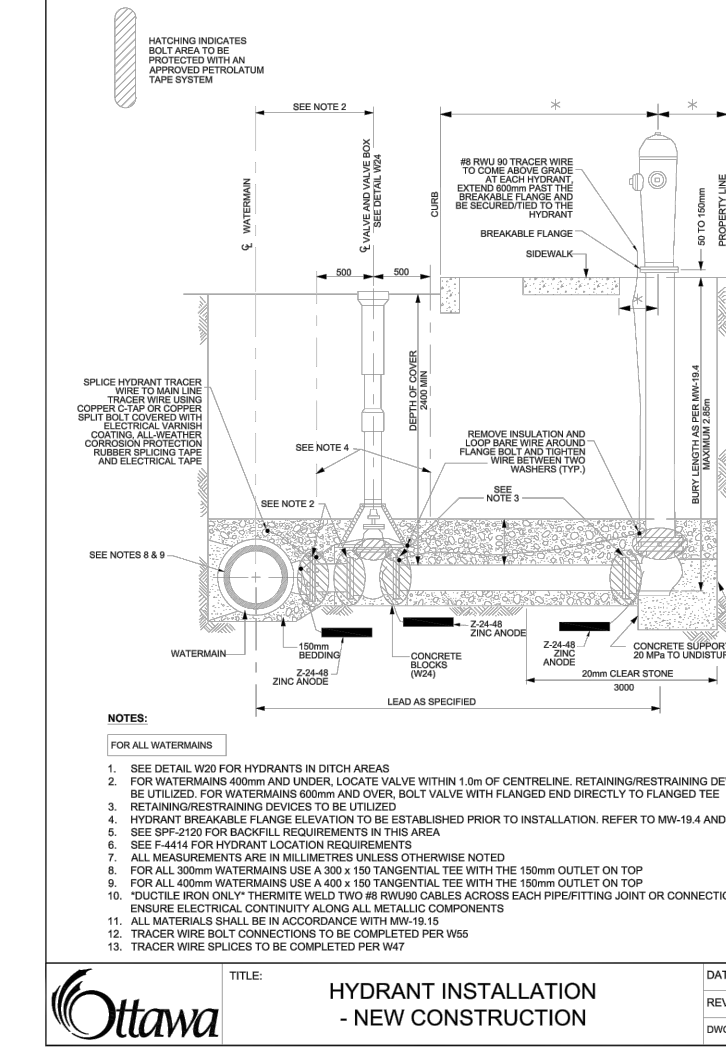 HATCHING INDICATES
BOLT AREA TO BE
PROTECTED WITH AN
APPROVED PETROLATUM
TAPE SYSTEM
SEE NOTE 2
*
*
℄ WATERMAIN
℄ VALVE AND VALVE BOX
SEE DETAIL W24
CURB
#8 RWU 90 TRACER WIRE
TO COME ABOVE GRADE
AT EACH HYDRANT,
EXTEND 600mm PAST THE
BREAKABLE FLANGE AND
BE SECURED/TIED TO THE
HYDRANT
BREAKABLE FLANGE
SIDEWALK
50 TO 150mm
PROPERTY LINE
500
500
*
SPLICE HYDRANT TRACER
WIRE TO MAIN LINE
TRACER WIRE USING
COPPER C-TAP OR COPPER
SPLIT BOLT COVERED WITH
ELECTRICAL VARNISH
COATING, ALL-WEATHER
CORROSION PROTECTION
RUBBER SPLICING TAPE
AND ELECTRICAL TAPE
DEPTH OF COVER
2400 MIN
BURY LENGTH AS PER MW-19.4
MAXIMUM 2.85m
SEE NOTE 4
REMOVE INSULATION AND
LOOP BARE WIRE AROUND
FLANGE BOLT AND TIGHTEN
WIRE BETWEEN TWO
WASHERS (TYP.)
SEE NOTE 2
SEE
NOTE 3
SEE NOTES 8 & 9
WATERMAIN
150mm
BEDDING
Z-24-48
ZINC ANODE
CONCRETE
BLOCKS
(W24)
Z-24-48
ZINC ANODE
Z-24-48
ZINC
ANODE
CONCRETE SUPPORT
20 MPa TO UNDISTUR
20mm CLEAR STONE
3000
LEAD AS SPECIFIED
NOTES:
FOR ALL WATERMAINS
1. SEE DETAIL W20 FOR HYDRANTS IN DITCH AREAS
2. FOR WATERMAINS 400mm AND UNDER, LOCATE VALVE WITHIN 1.0m OF CENTRELINE. RETAINING/RESTRAINING DE
BE UTILIZED. FOR WATERMAINS 600mm AND OVER, BOLT VALVE WITH FLANGED END DIRECTLY TO FLANGED TEE
3. RETAINING/RESTRAINING DEVICES TO BE UTILIZED
4. HYDRANT BREAKABLE FLANGE ELEVATION TO BE ESTABLISHED PRIOR TO INSTALLATION. REFER TO MW-19.4 AND
5. SEE SPF-2120 FOR BACKFILL REQUIREMENTS IN THIS AREA
6. SEE F-4414 FOR HYDRANT LOCATION REQUIREMENTS
7. ALL MEASUREMENTS ARE IN MILLIMETRES UNLESS OTHERWISE NOTED
8. FOR ALL 300mm WATERMAINS USE A 300 x 150 TANGENTIAL TEE WITH THE 150mm OUTLET ON TOP
9. FOR ALL 400mm WATERMAINS USE A 400 x 150 TANGENTIAL TEE WITH THE 150mm OUTLET ON TOP
10. *DUCTILE IRON ONLY* THERMITE WELD TWO #8 RWU90 CABLES ACROSS EACH PIPE/FITTING JOINT OR CONNECTIO
ENSURE ELECTRICAL CONTINUITY ALONG ALL METALLIC COMPONENTS
11. ALL MATERIALS SHALL BE IN ACCORDANCE WITH MW-19.15
12. TRACER WIRE BOLT CONNECTIONS TO BE COMPLETED PER W55
13. TRACER WIRE SPLICES TO BE COMPLETED PER W47
Ottawa
TITLE:
HYDRANT INSTALLATION
- NEW CONSTRUCTION
DAT
REV
DWG